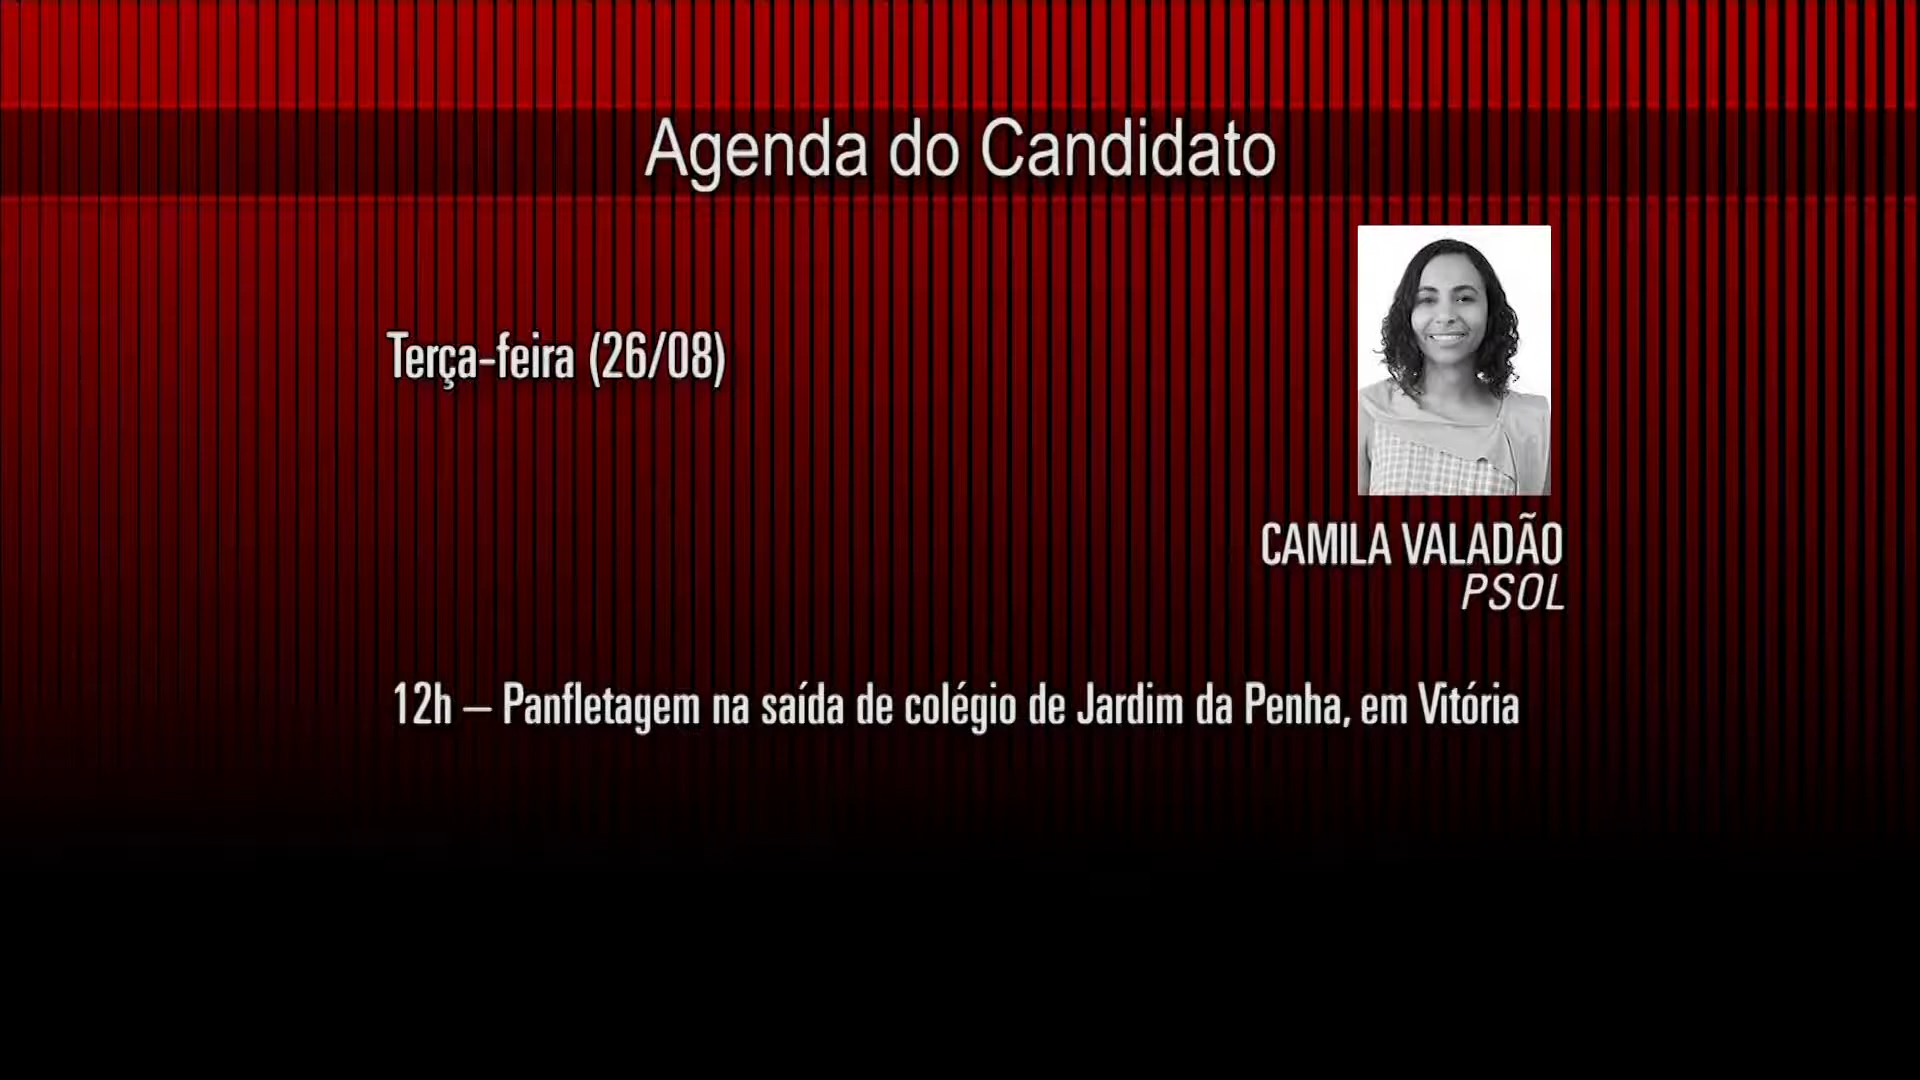 Agenda do Candidato
Terça-feira (26/08)
CAMILA VALADÃO
PSOL
12h – Panfletagem na saída de colégio de Jardim da Penha, em Vitória